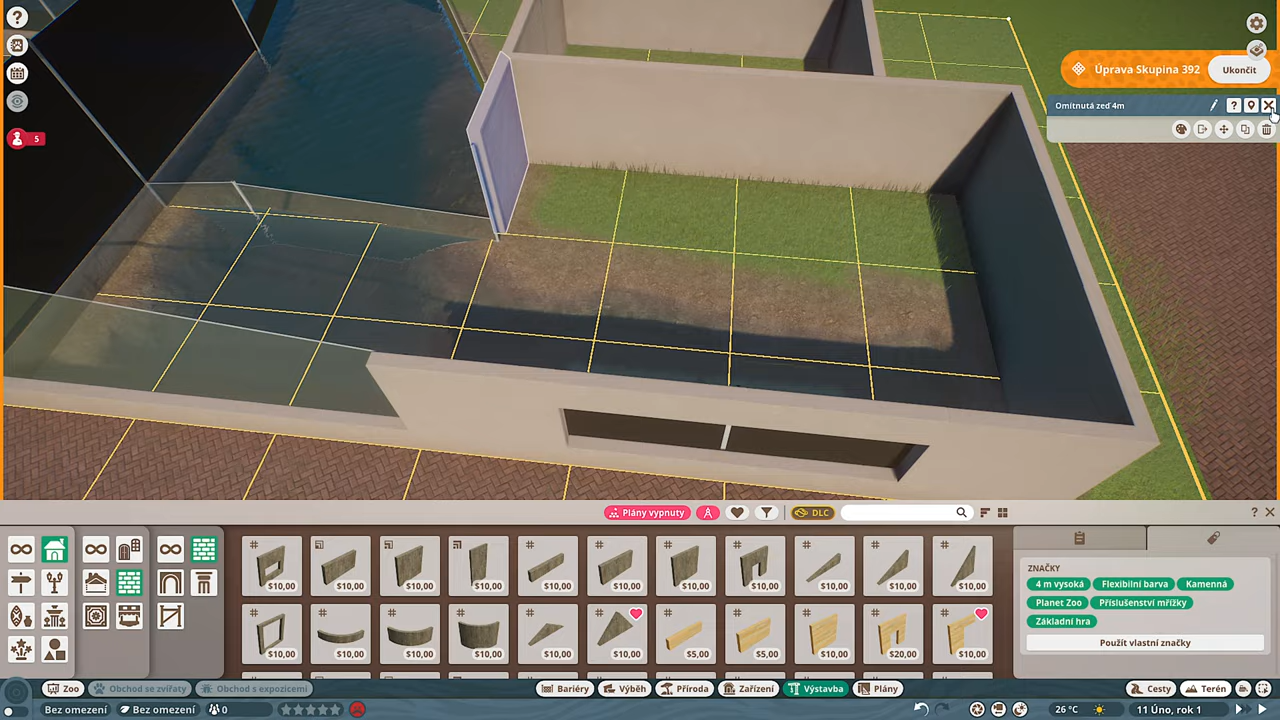 ?
Úprava Skupina 392
Ukončit
Omítnutá zeď 4m
?
5
Plány vypnuty
DLC
?
$10,00 $10,00 $10,00 $10,00 $10,00 $10,00 $10,00 $10,00 $10,00 $10,00 $10,00
$10,00 $10,00 $10,00 $10,00 $10,00 $10,00 $5,00 $5,00 $10,00 $20,00 $10,00
ZNAČKY
4 m vysoká Flexibilní barva Kamenná
Planet Zoo Příslušenství mřížky
Základní hra
Použít vlastní značky
Zoo Obchod se zvířaty Obchod s expozicemi Bariéry Výběh Příroda Zařízení Výstavba Plány Cesty Terén
Bez omezení Bez omezení 0 26 °C 11 Úno, rok 1